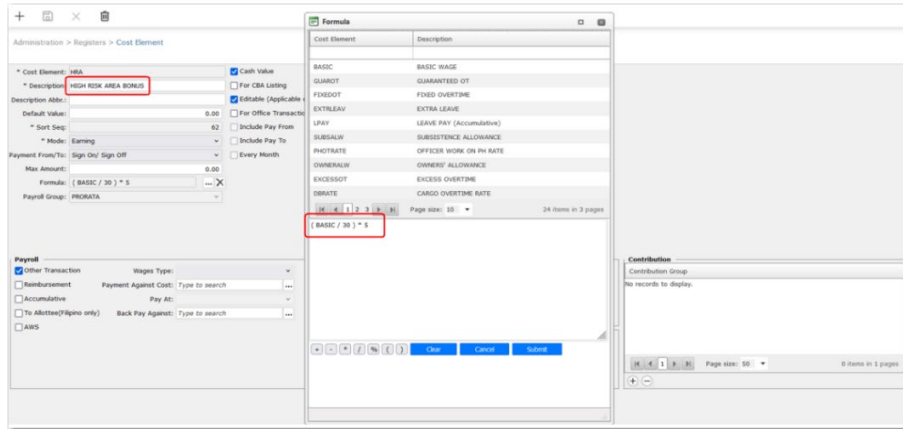 Administration > Registers > Cost Element
* Cost Element: HRA
* Description: HIGH RISK AREA BONUS
Description Abbr.:
Default Value: 0.00
* Sort Seq: 62
* Mode: Earning
Payment From/To: Sign On/ Sign Off
Max Amount: 0.00
Formula: ( BASIC / 30 ) * S ...
Payroll Group: PRORATA
Cash Value
For CBA Listing
Editable (Applicable
For Office Transactio
Include Pay From
Include Pay To
Every Month
Payroll
Other Transaction
Reimbursement
Accumulative
To Allottee(Filipino only)
AWS
Wages Type:
Payment Against Cost: Type to search ...
Pay At:
Back Pay Against: Type to search ...
Formula
Cost Element Description
BASIC BASIC WAGE
GUAROT GUARANTEED OT
FIXEDOT FIXED OVERTIME
EXTRLEAV EXTRA LEAVE
LPAY LEAVE PAY (Accumulative)
SUBSALW SUBSISTENCE ALLOWANCE
PHOTRATE OFFICER WORK ON PH RATE
OWNERALW OWNERS' ALLOWANCE
EXCESSOT EXCESS OVERTIME
DBRATE CARGO OVERTIME RATE
1 2 3 Page size: 10 24 items in 3 pages
( BASIC / 30 ) * S
+ - * / % ( ) Clear Cancel Submit
Contribution
Contribution Group
No records to display.
1 Page size: 50 0 items in 1 pages